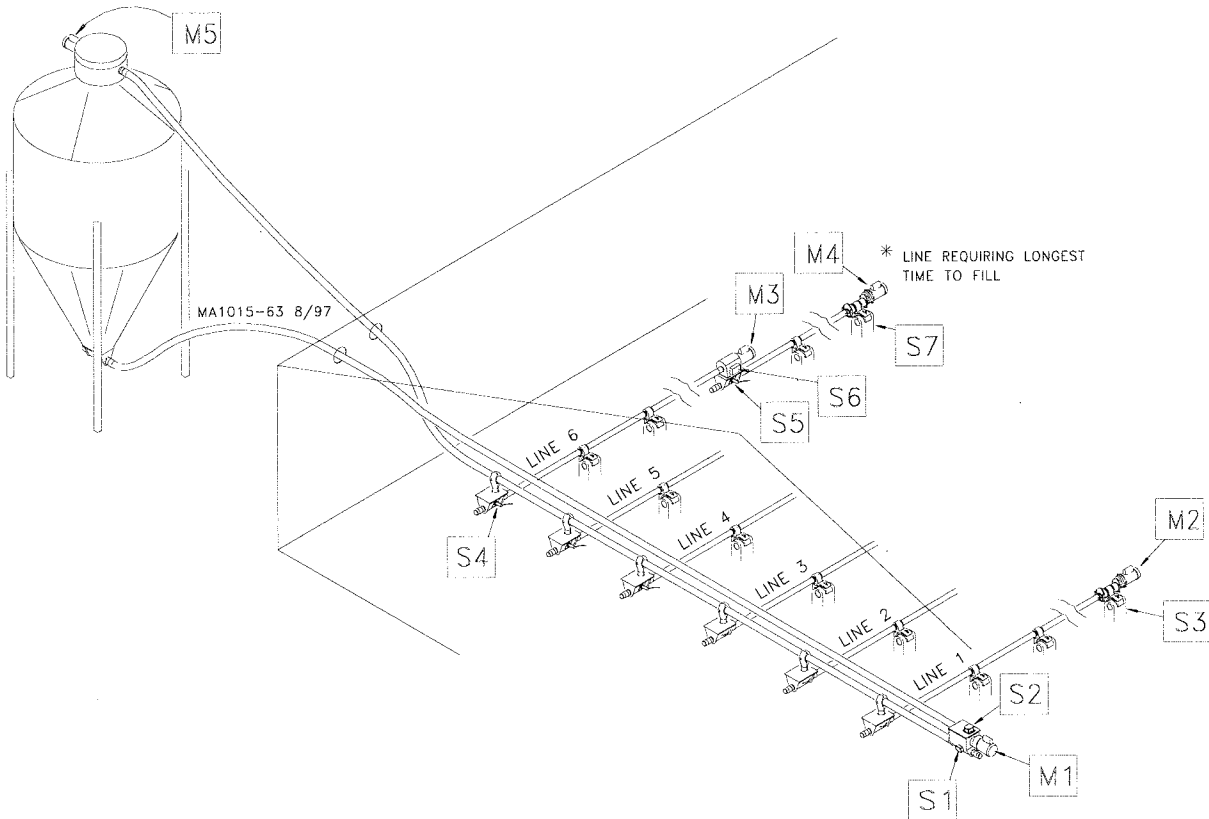 M5
* LINE REQUIRING LONGEST
TIME TO FILL
M4
M3
MA1015-63 8/97
S7
S6
S5
LINE 6
LINE 5
LINE 4
LINE 3
LINE 2
LINE 1
S4
M2
S3
S2
M1
S1